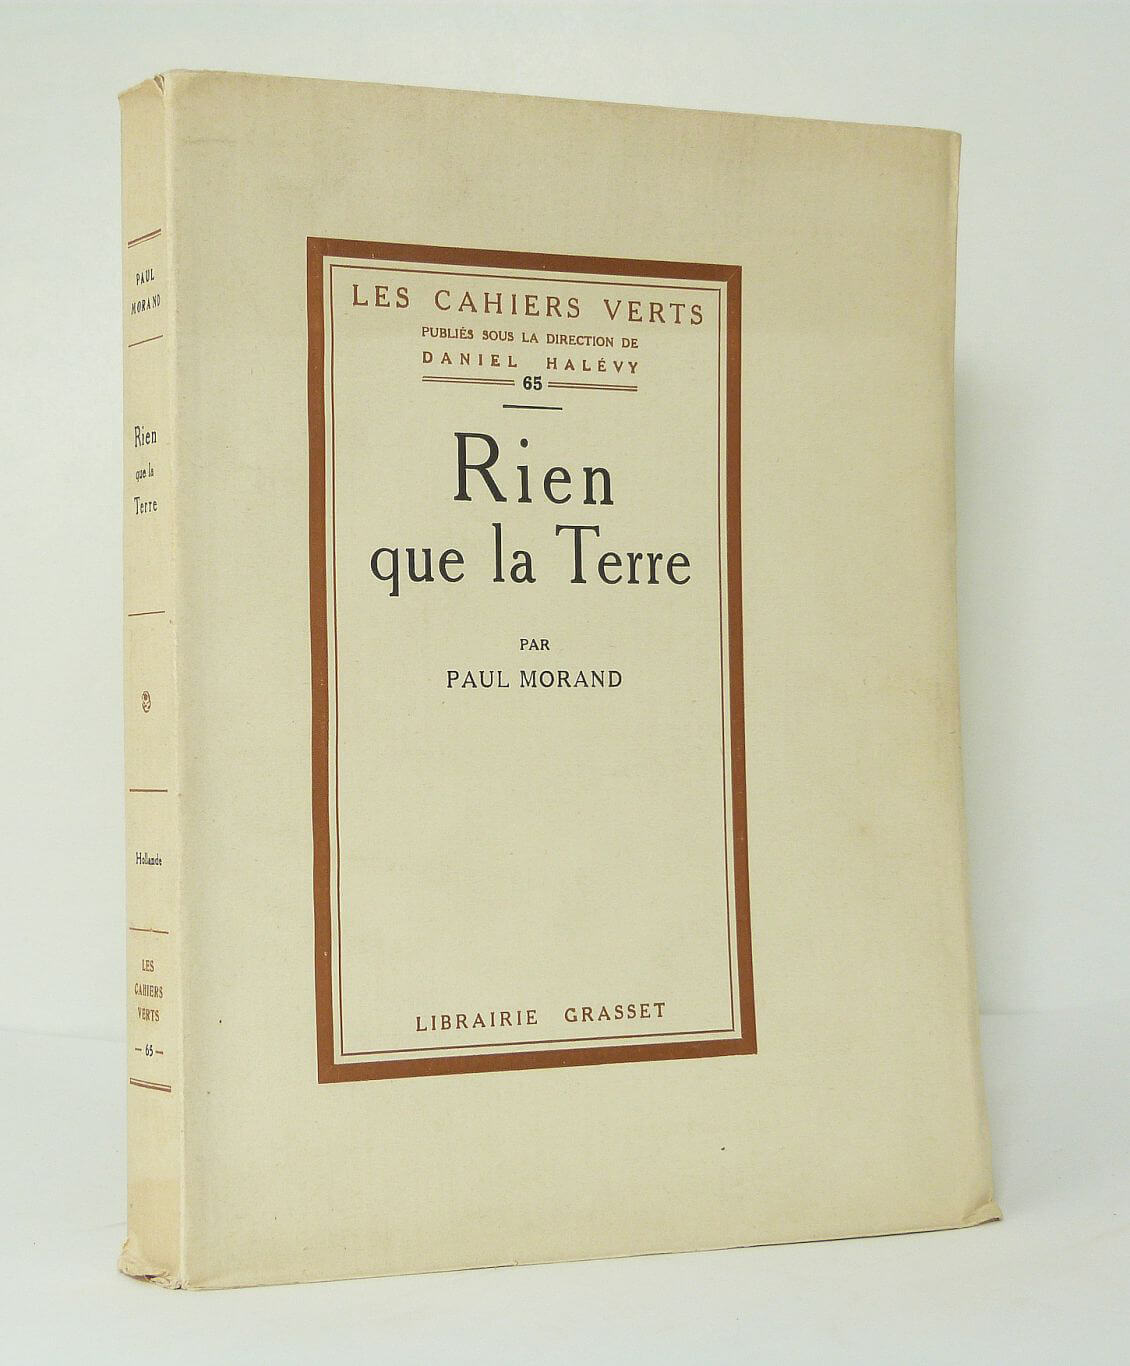 PAUL
MORAND
Rien
que la
Terre
Hollande
LES
CAHIERS
VERTS
— 65 —
LES CAHIERS VERTS
PUBLIÉS SOUS LA DIRECTION DE
DANIEL HALÉVY
65
Rien
que la Terre
PAR
PAUL MORAND
LIBRAIRIE GRASSET